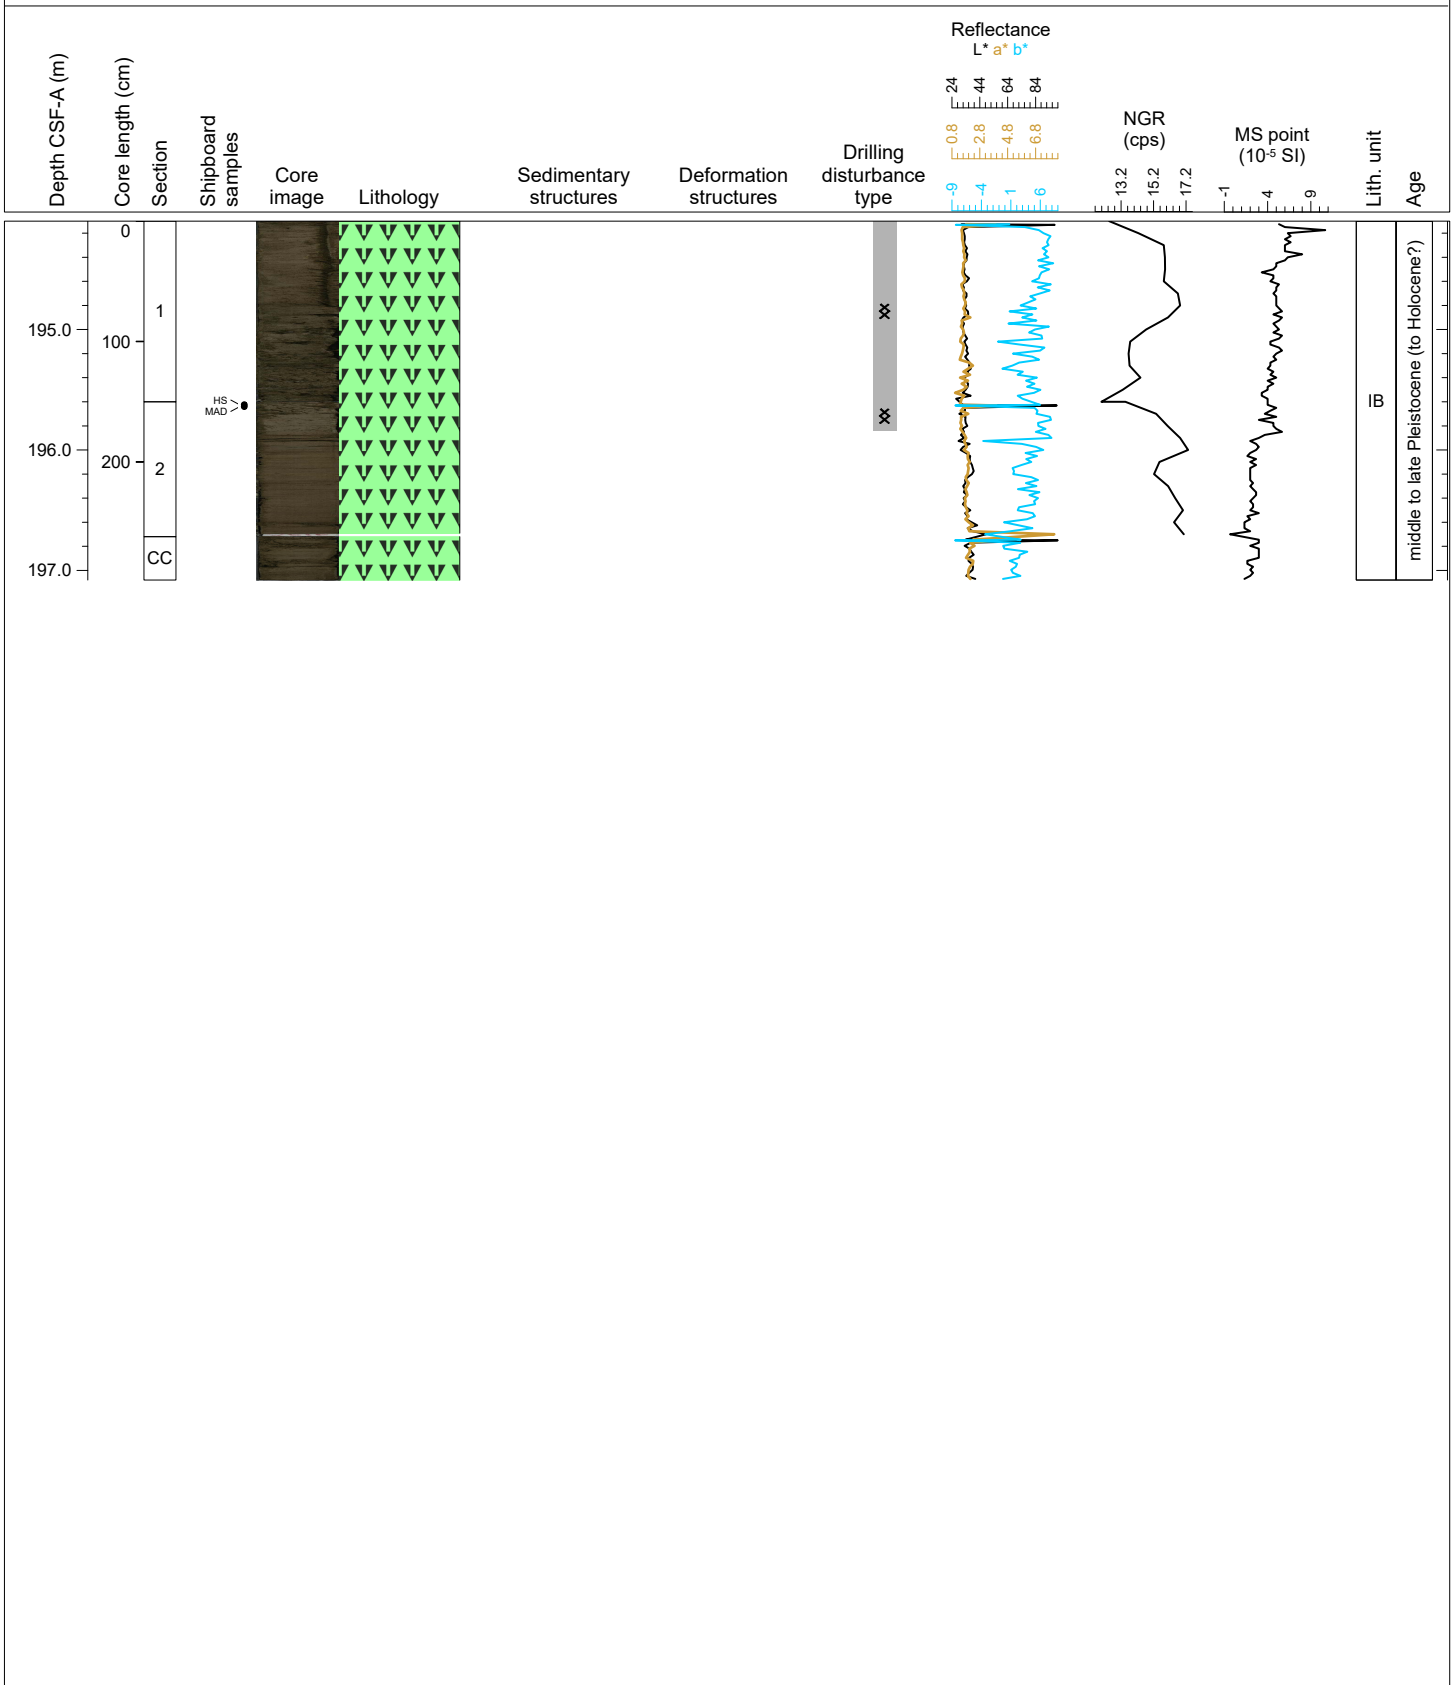 Depth CSF-A (m)
Core length (cm)
Section
Shipboard
samples
Core
image
Lithology
Sedimentary
structures
Deformation
structures
Drilling
disturbance
type
Reflectance
L* a* b*
24 44 64 84
0.8 2.8 4.8 6.8
-9 -4 1 6
NGR
(cps)
13.2 15.2 17.2
MS point
(10-5 SI)
-1 4 9
Lith. unit
Age
195.0
196.0
197.0
0
100
200
1
2
CC
HS
MAD
IB
middle to late Pleistocene (to Holocene?)